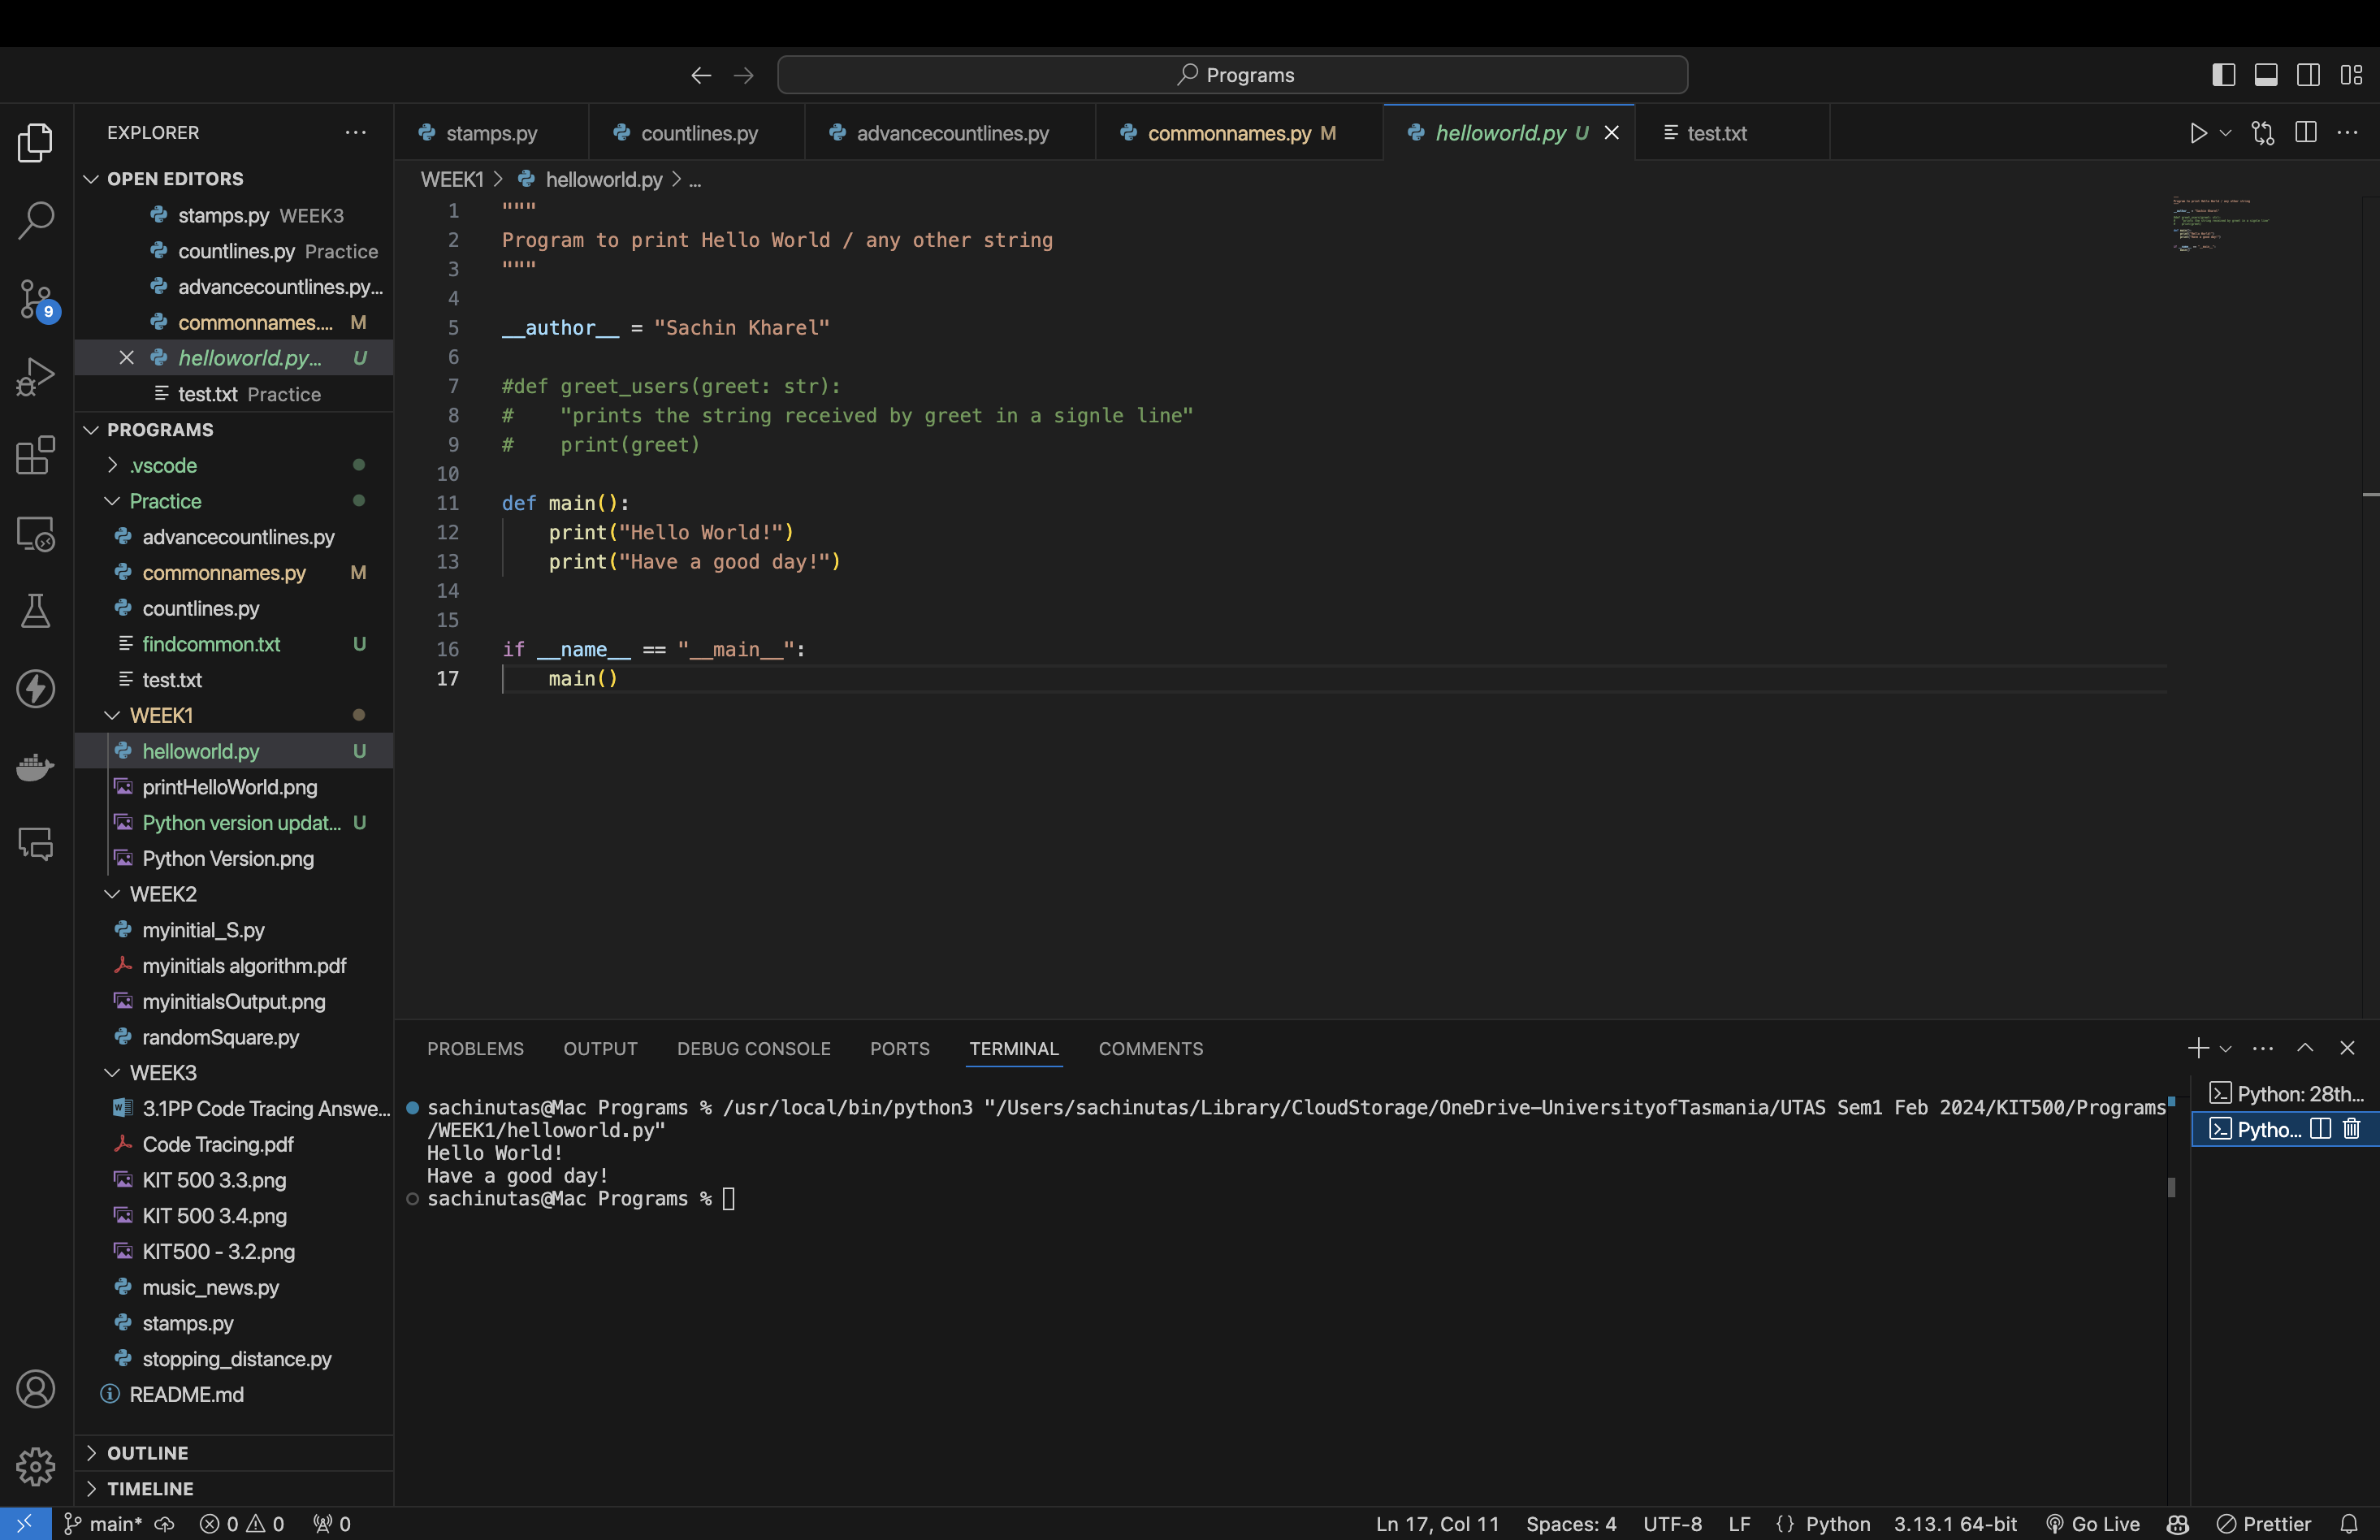 Programs
EXPLORER
OPEN EDITORS
stamps.py WEEK3
countlines.py Practice
advancecountlines.py...
commonnames.... M
helloworld.py... U
test.txt Practice
PROGRAMS
.vscode
Practice
advancecountlines.py
commonnames.py M
countlines.py
findcommon.txt U
test.txt
WEEK1
helloworld.py U
printHelloWorld.png
Python version updat... U
Python Version.png
WEEK2
myinitial_S.py
myinitials algorithm.pdf
myinitialsOutput.png
randomSquare.py
WEEK3
3.1PP Code Tracing Answe...
Code Tracing.pdf
KIT 500 3.3.png
KIT 500 3.4.png
KIT500 - 3.2.png
music_news.py
stamps.py
stopping_distance.py
README.md
OUTLINE
TIMELINE
9
stamps.py countlines.py advancecountlines.py commonnames.py M helloworld.py U test.txt
WEEK1 > helloworld.py > ...
1 """
2 Program to print Hello World / any other string
3 """
4
5 __author__ = "Sachin Kharel"
6
7 #def greet_users(greet: str):
8 #    "prints the string received by greet in a signle line"
9 #    print(greet)
10
11 def main():
12     print("Hello World!")
13     print("Have a good day!")
14
15
16 if __name__ == "__main__":
17     main()
PROBLEMS OUTPUT DEBUG CONSOLE PORTS TERMINAL COMMENTS
sachinutas@Mac Programs % /usr/local/bin/python3 "/Users/sachinutas/Library/CloudStorage/OneDrive-UniversityofTasmania/UTAS Sem1 Feb 2024/KIT500/Programs
/WEEK1/helloworld.py"
Hello World!
Have a good day!
sachinutas@Mac Programs %
Python: 28th...
Pytho...
main* 0 0 0 Ln 17, Col 11 Spaces: 4 UTF-8 LF {} Python 3.13.1 64-bit Go Live Prettier